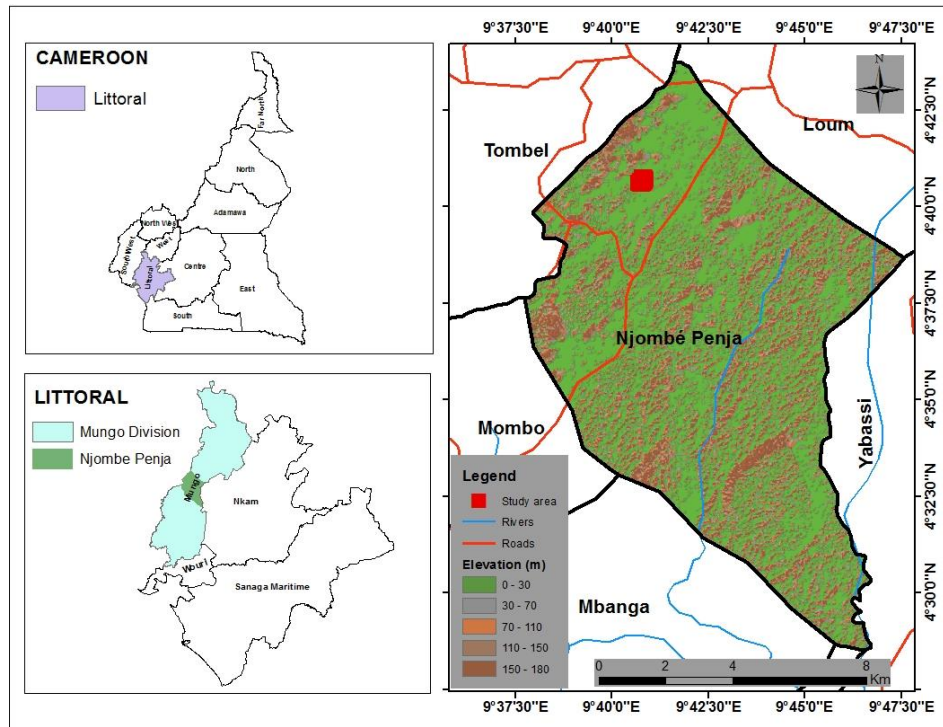 CAMEROON
Littoral
Far North
North
Adamawa
North Wes
South West
West
Littoral
Centre
East
South
LITTORAL
Mungo Division
Njombe Penja
Mungo
Nkam
Wouri
Sanaga Maritime
9°37'30''E 9°40'0''E 9°42'30''E 9°45'0''E 9°47'30''E
4°42'30''N
4°40'0''N
4°37'30''N
4°35'0''N
4°32'30''N
4°30'0''N
Tombel
Loum
Njombé Penja
Mombo
Yabassi
Mbanga
Legend
Study area
Rivers
Roads
Elevation (m)
0 - 30
30 - 70
70 - 110
110 - 150
150 - 180
0 2 4 6 8
Km
9°37'30''E 9°40'0''E 9°42'30''E 9°45'0''E 9°47'30''E